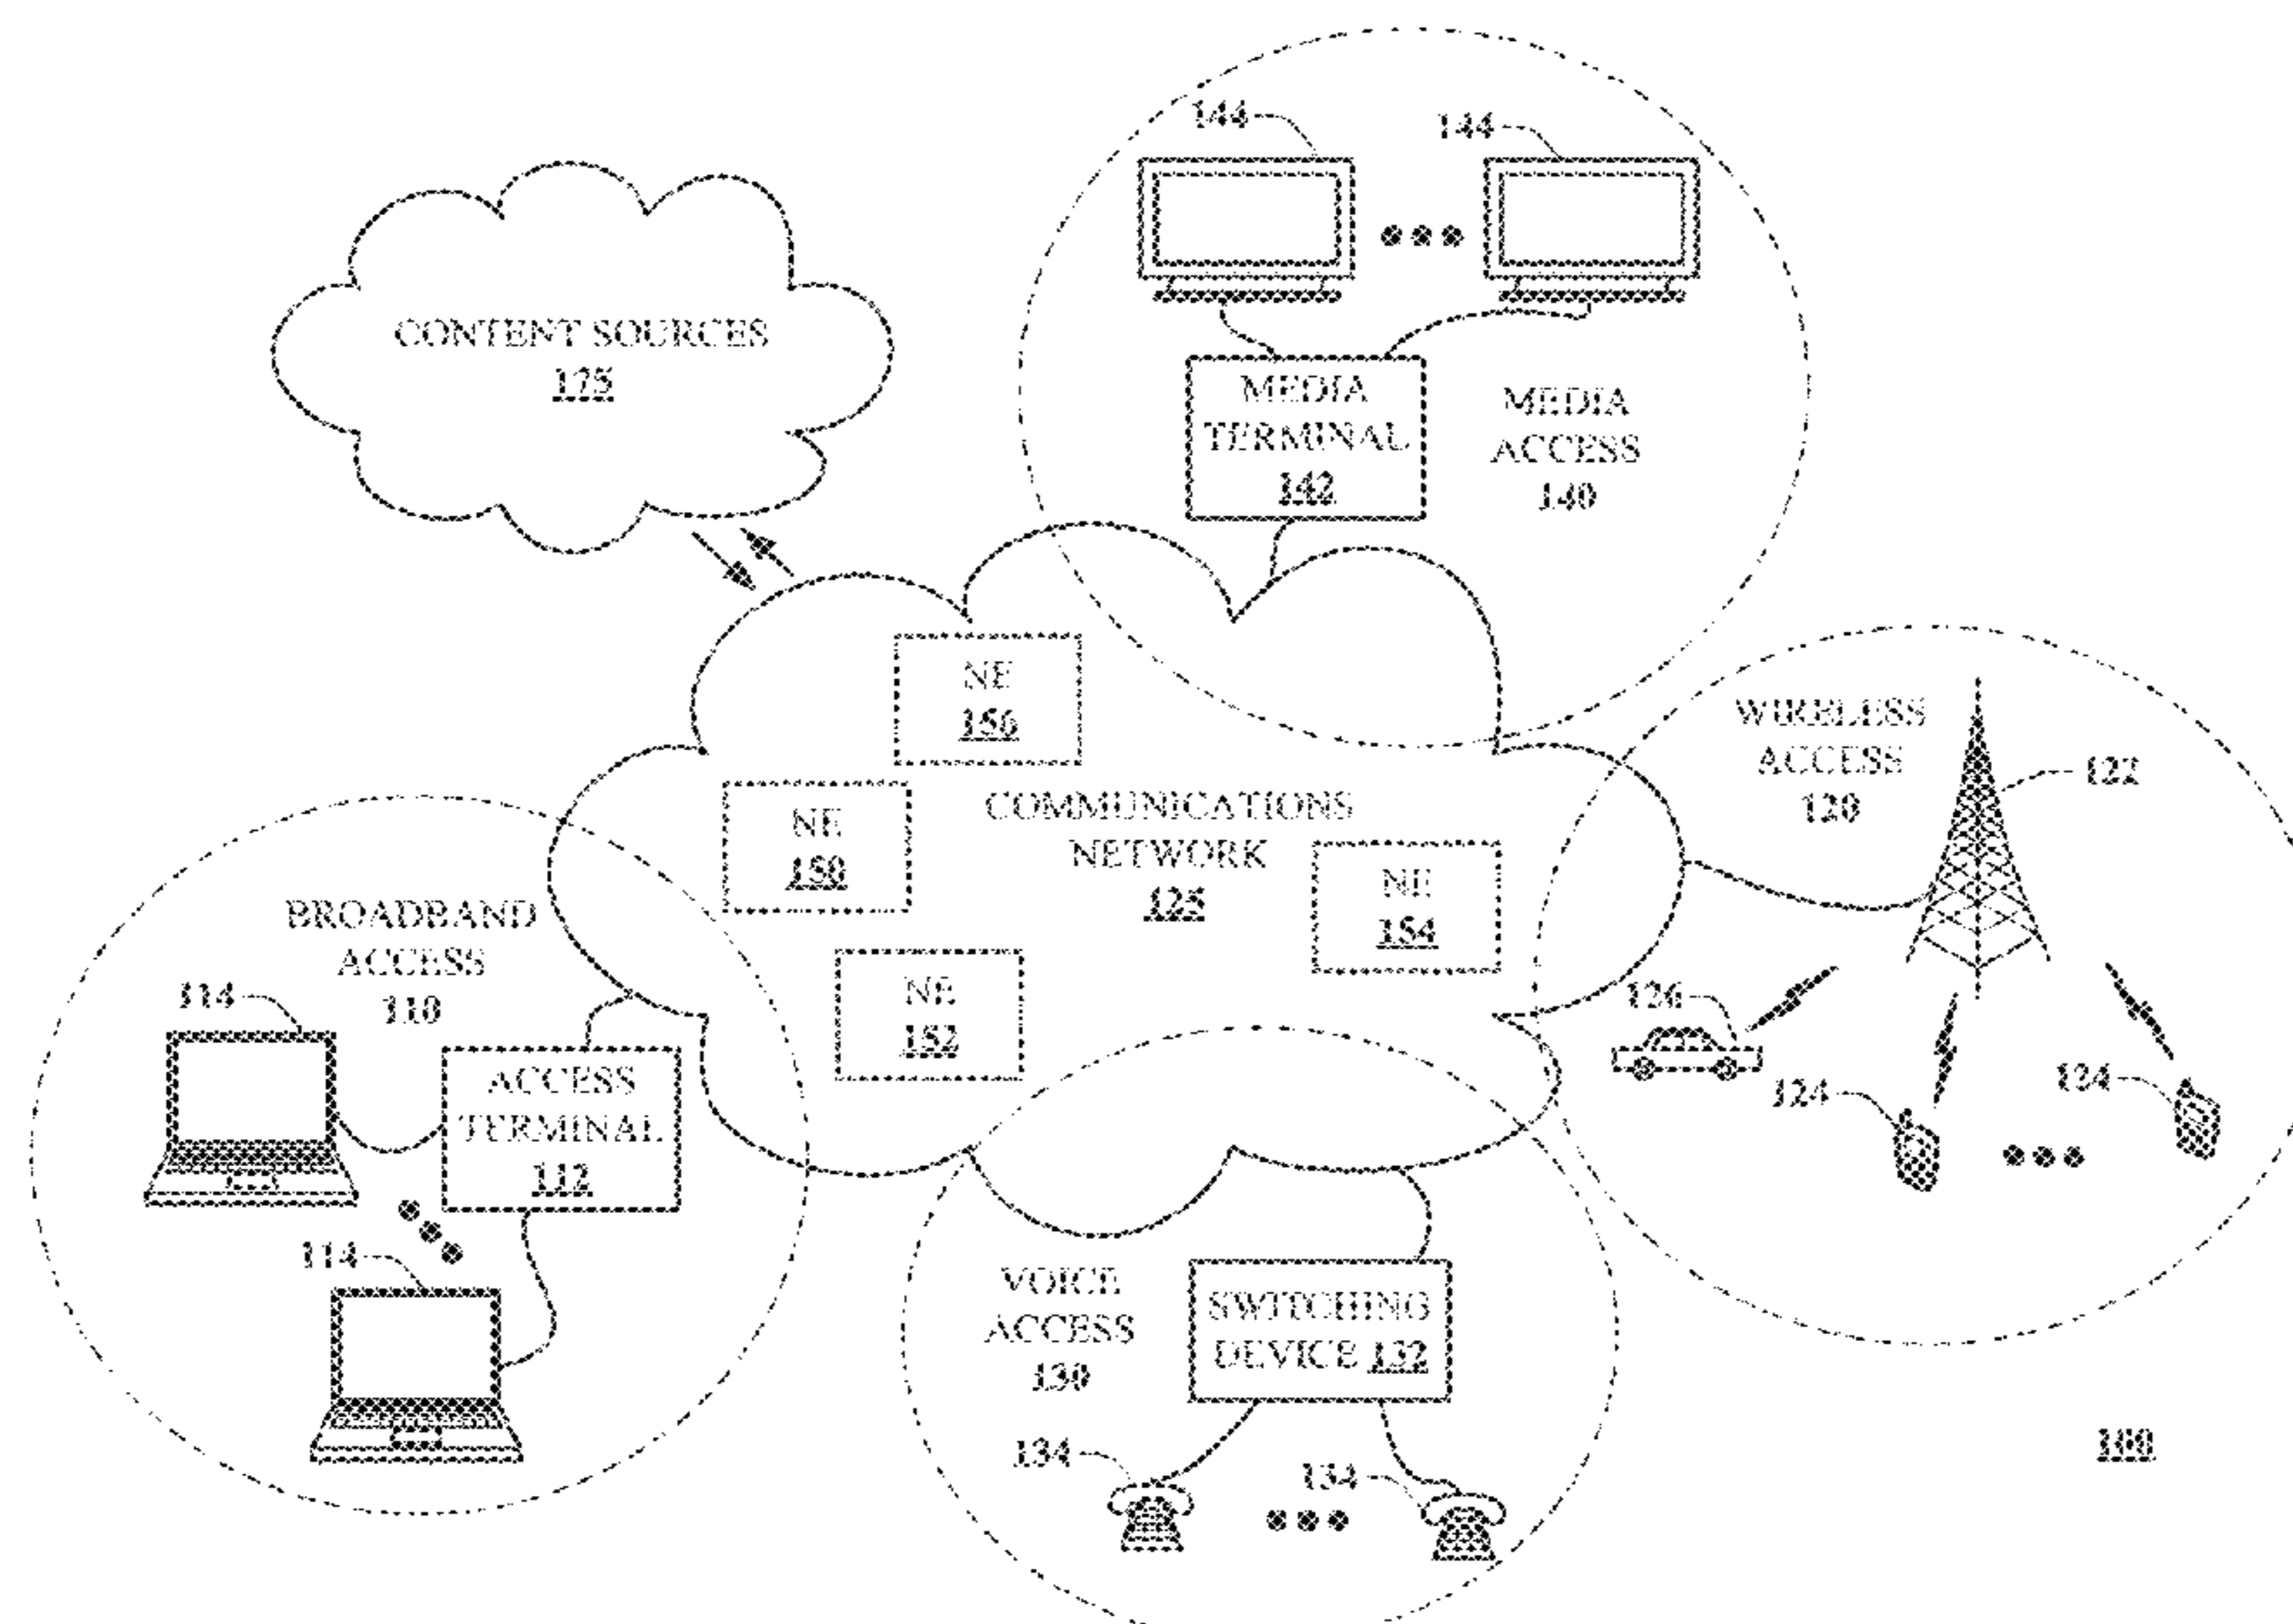 144
144
CONTENT SOURCES
175
MEDIA
TERMINAL
142
MEDIA
ACCESS
140
NE
156
WIRELESS
ACCESS
120
122
NE
150
COMMUNICATIONS
NETWORK
125
NE
154
BROADBAND
ACCESS
110
114
NE
152
126
124
124
ACCESS
TERMINAL
112
114
VOICE
ACCESS
130
SWITCHING
DEVICE 132
134
134
100